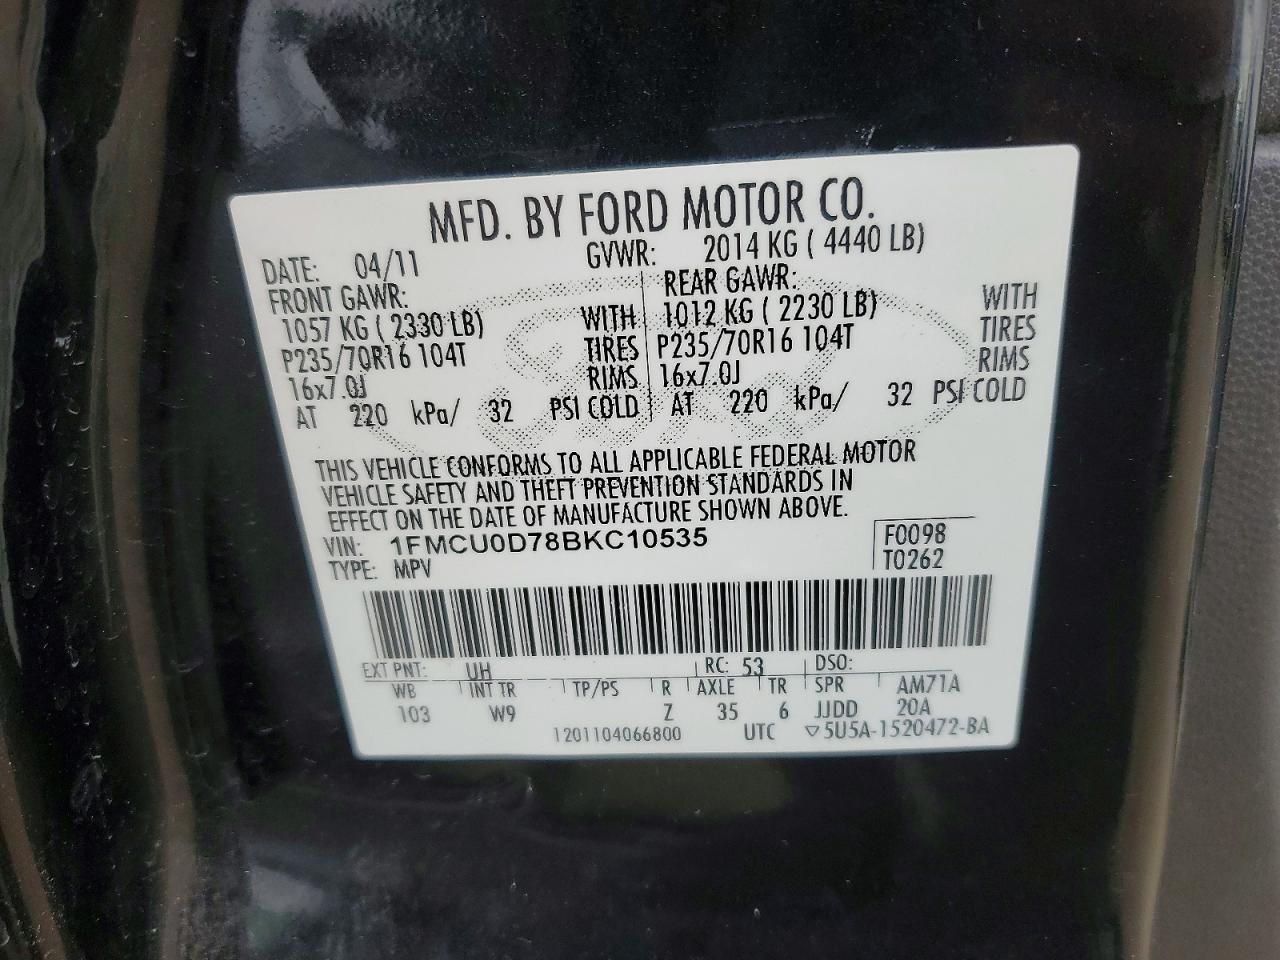 MFD. BY FORD MOTOR CO.
DATE: 04/11 GVWR: 2014 KG ( 4440 LB)
FRONT GAWR: REAR GAWR:
1057 KG ( 2330 LB) WITH 1012 KG ( 2230 LB) WITH
P235/70R16 104T TIRES P235/70R16 104T TIRES
16x7.0J RIMS 16x7.0J RIMS
AT 220 kPa/ 32 PSI COLD AT 220 kPa/ 32 PSI COLD
THIS VEHICLE CONFORMS TO ALL APPLICABLE FEDERAL MOTOR
VEHICLE SAFETY AND THEFT PREVENTION STANDARDS IN
EFFECT ON THE DATE OF MANUFACTURE SHOWN ABOVE.
VIN: 1FMCU0D78BKC10535 F0098
TYPE: MPV T0262
EXT PNT: UH RC: 53 DSO:
WB INT TR TP/PS R AXLE TR SPR AM71A
103 W9 Z 35 6 JJDD 20A
1201104066800 UTC ▽5U5A-1520472-BA